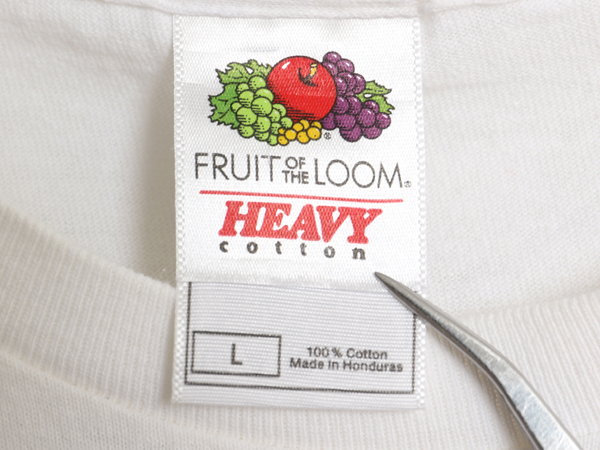 ®
FRUIT OF THE LOOM®
HEAVY
cotton
L
100% Cotton
Made in Honduras